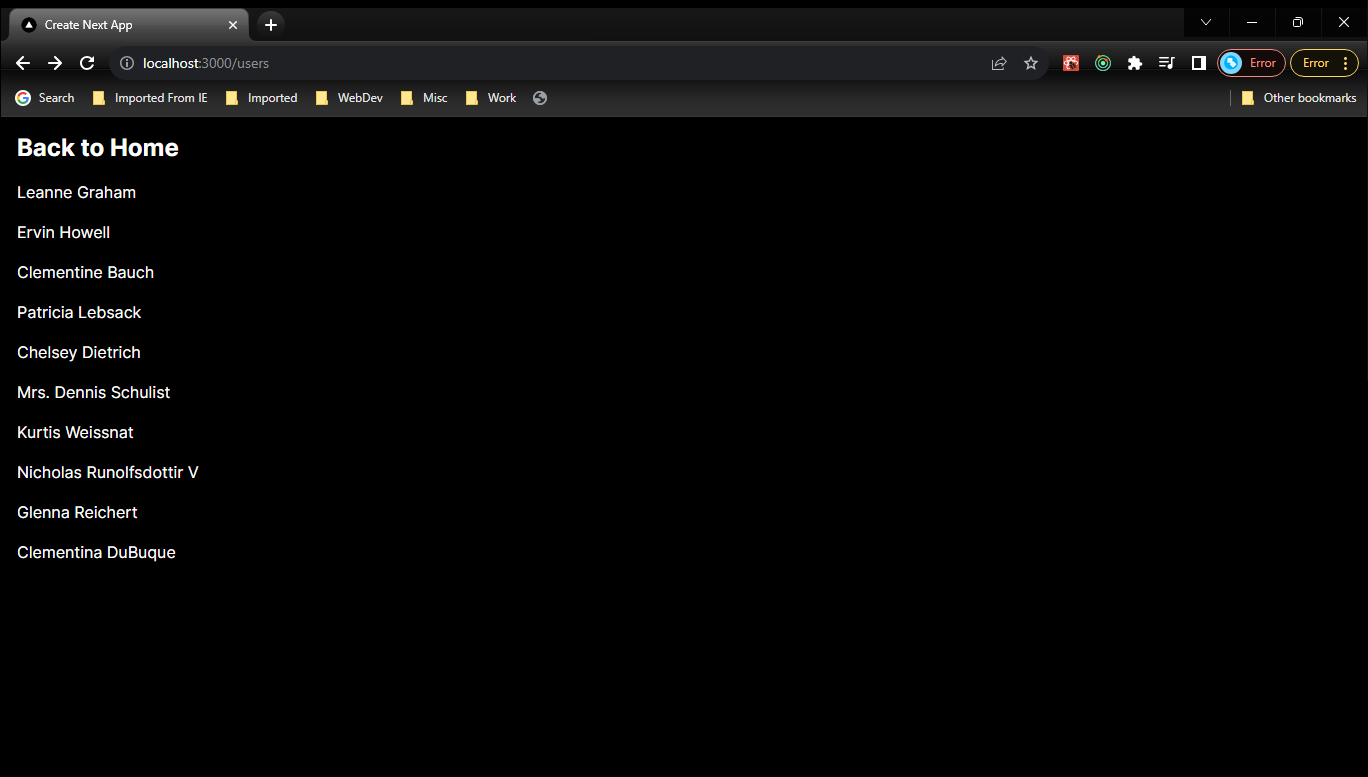 Create Next App
localhost:3000/users
Error Error
Search Imported From IE Imported WebDev Misc Work Other bookmarks
Back to Home
Leanne Graham
Ervin Howell
Clementine Bauch
Patricia Lebsack
Chelsey Dietrich
Mrs. Dennis Schulist
Kurtis Weissnat
Nicholas Runolfsdottir V
Glenna Reichert
Clementina DuBuque